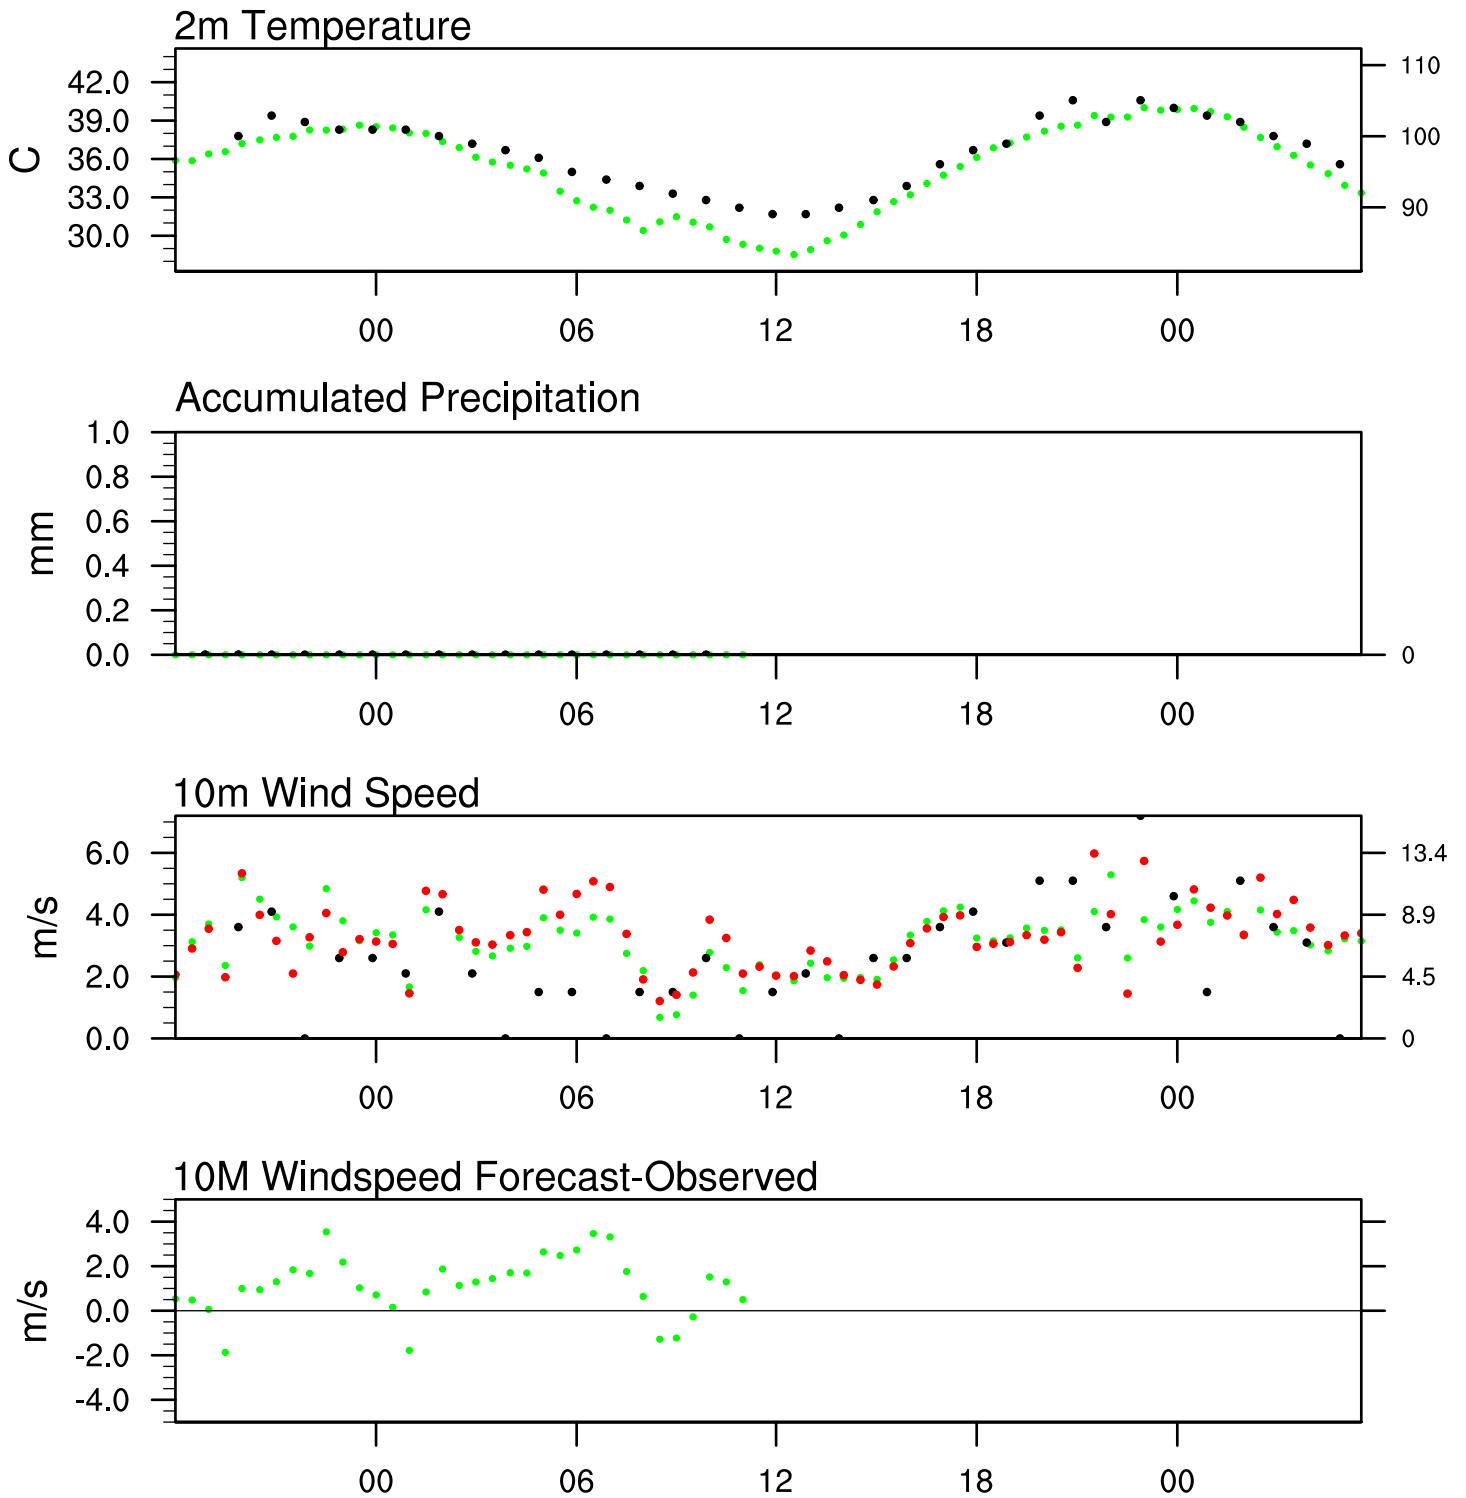 2m Temperature
42.0
39.0
36.0
33.0
30.0
C
110
100
90
00 06 12 18 00
Accumulated Precipitation
1.0
0.8
0.6
0.4
0.2
0.0
mm
0
00 06 12 18 00
10m Wind Speed
6.0
4.0
2.0
0.0
m/s
13.4
8.9
4.5
0
00 06 12 18 00
10M Windspeed Forecast-Observed
4.0
2.0
0.0
-2.0
-4.0
m/s
00 06 12 18 00